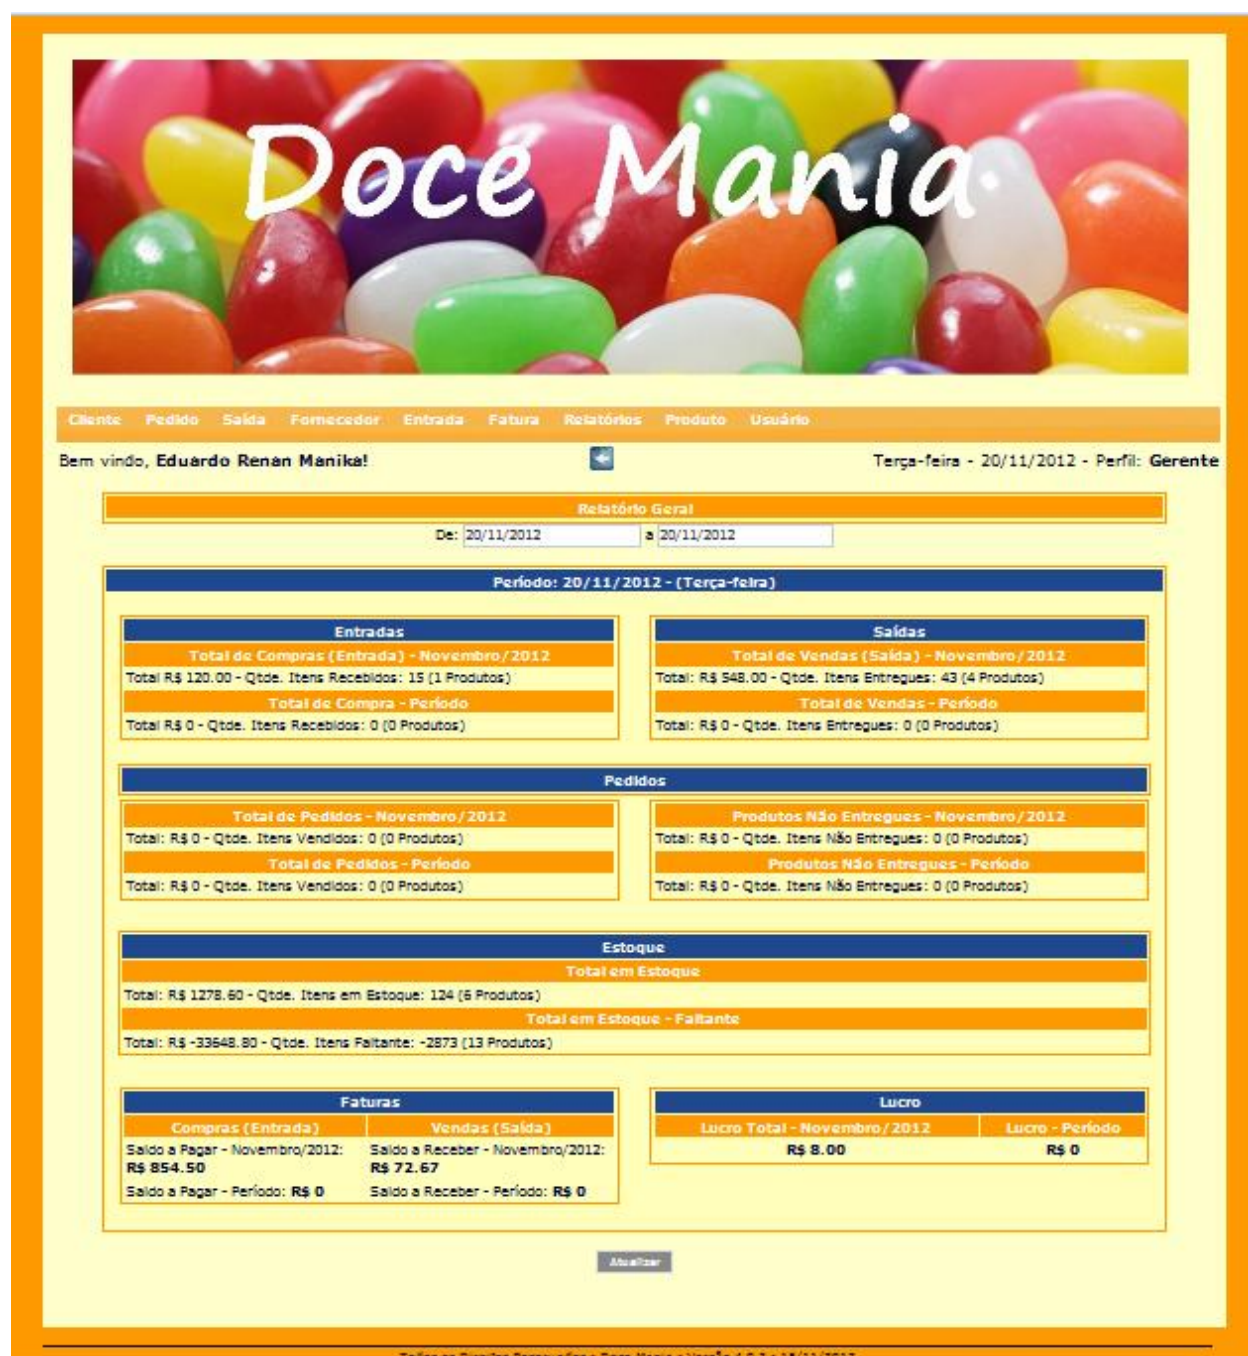 Doce Mania
Cliente Pedido Saída Fornecedor Entrada Fatura Relatórios Produto Usuário
Bem vindo, Eduardo Renan Manika!
Terça-feira - 20/11/2012 - Perfil: Gerente
Relatório Geral
De: 20/11/2012 a 20/11/2012
Período: 20/11/2012 - (Terça-feira)
Entradas
Total de Compras (Entrada) - Novembro/2012
Total R$ 120.00 - Qtde. Itens Recebidos: 15 (1 Produtos)
Total de Compra - Período
Total R$ 0 - Qtde. Itens Recebidos: 0 (0 Produtos)
Saídas
Total de Vendas (Saída) - Novembro/2012
Total: R$ 548.00 - Qtde. Itens Entregues: 43 (4 Produtos)
Total de Vendas - Período
Total: R$ 0 - Qtde. Itens Entregues: 0 (0 Produtos)
Pedidos
Total de Pedidos - Novembro/2012
Total: R$ 0 - Qtde. Itens Vendidos: 0 (0 Produtos)
Total de Pedidos - Período
Total: R$ 0 - Qtde. Itens Vendidos: 0 (0 Produtos)
Produtos Não Entregues - Novembro/2012
Total: R$ 0 - Qtde. Itens Não Entregues: 0 (0 Produtos)
Produtos Não Entregues - Período
Total: R$ 0 - Qtde. Itens Não Entregues: 0 (0 Produtos)
Estoque
Total em Estoque
Total: R$ 1278.60 - Qtde. Itens em Estoque: 124 (6 Produtos)
Total em Estoque - Faltante
Total: R$ -33648.80 - Qtde. Itens Faltante: -2873 (13 Produtos)
Faturas
Compras (Entrada) Vendas (Saída)
Saldo a Pagar - Novembro/2012: Saldo a Receber - Novembro/2012:
R$ 854.50 R$ 72.67
Saldo a Pagar - Período: R$ 0 Saldo a Receber - Período: R$ 0
Lucro
Lucro Total - Novembro/2012 Lucro - Período
R$ 8.00 R$ 0
Atualizar